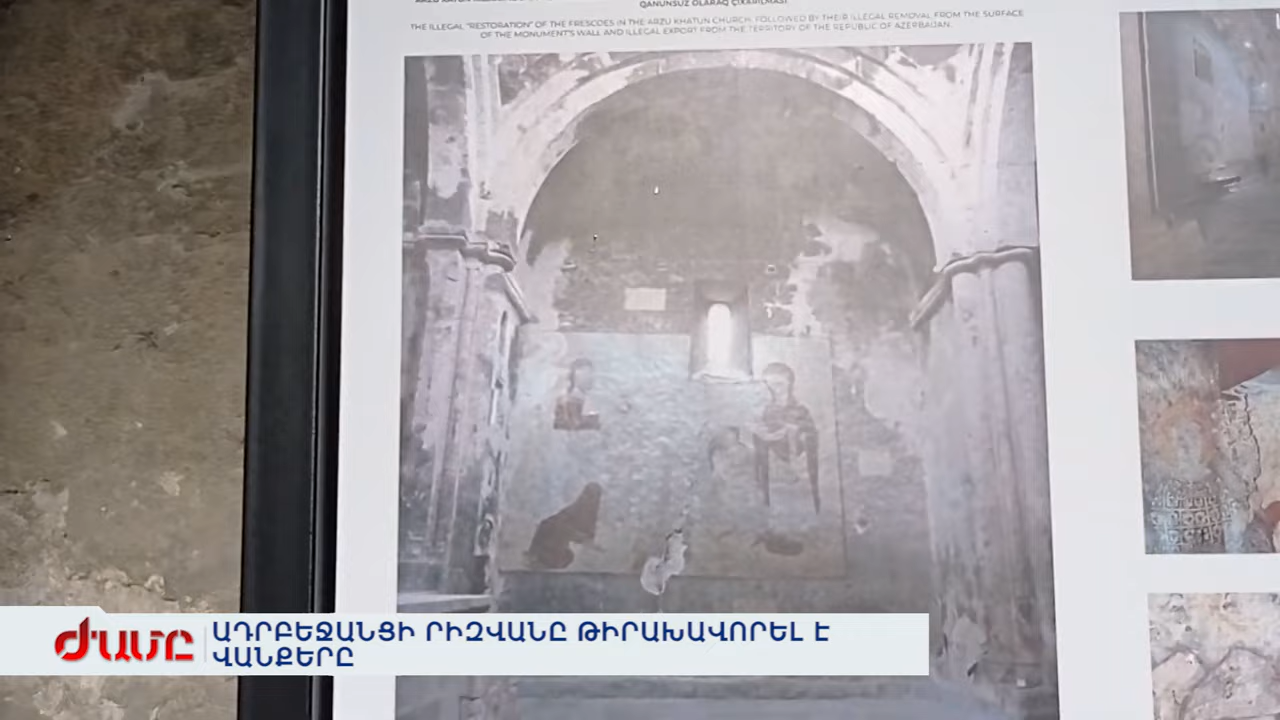 QANUNSUZ OLARAQ ÇIXARILMASI
THE ILLEGAL "RESTORATION" OF THE FRESCOES IN THE ARZU KHATUN CHURCH, FOLLOWED BY THEIR ILLEGAL REMOVAL FROM THE SURFACE
OF THE MONUMENT'S WALL AND ILLEGAL EXPORT FROM THE TERRITORY OF THE REPUBLIC OF AZERBAIJAN.
ԺԱՄԸ
ԱԴՐԲԵՋԱՆՑԻ ՐԻԶՎԱՆԸ ԹԻՐԱԽԱՎՈՐԵԼ Է
ՎԱՆՔԵՐԸ